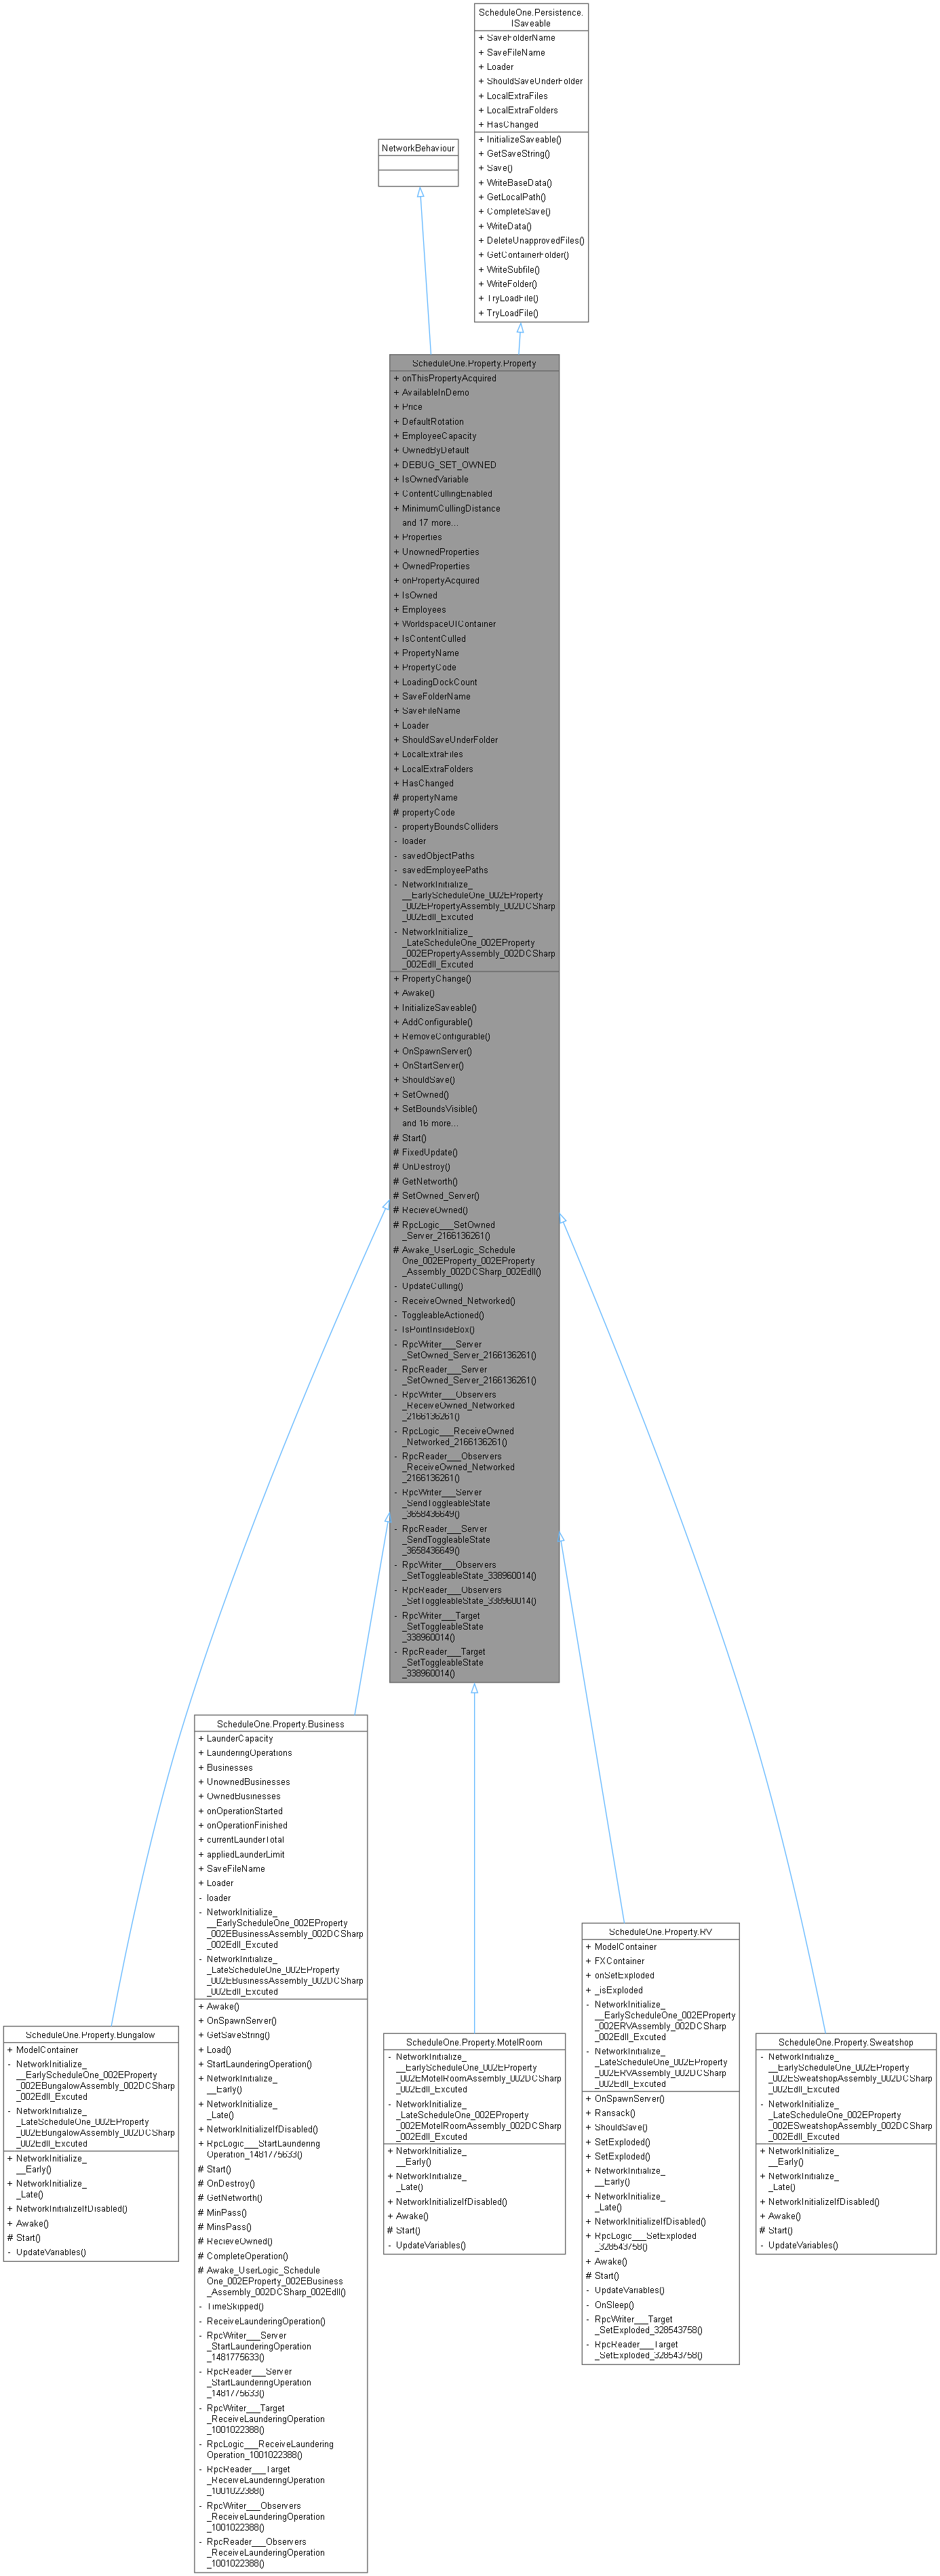 ScheduleOne.Persistence.
ISaveable
+ SaveFolderName
+ SaveFileName
+ Loader
+ ShouldSaveUnderFolder
+ LocalExtraFiles
+ LocalExtraFolders
+ HasChanged
+ InitializeSaveable()
+ GetSaveString()
+ Save()
+ WriteBaseData()
+ GetLocalPath()
+ CompleteSave()
+ WriteData()
+ DeleteUnapprovedFiles()
+ GetContainerFolder()
+ WriteSubfile()
+ WriteFolder()
+ TryLoadFile()
+ TryLoadFile()
NetworkBehaviour
ScheduleOne.Property.Property
+ onThisPropertyAcquired
+ AvailableInDemo
+ Price
+ DefaultRotation
+ EmployeeCapacity
+ OwnedByDefault
+ DEBUG_SET_OWNED
+ IsOwnedVariable
+ ContentCullingEnabled
+ MinimumCullingDistance
and 17 more...
+ Properties
+ UnownedProperties
+ OwnedProperties
+ onPropertyAcquired
+ IsOwned
+ Employees
+ WorldspaceUIContainer
+ IsContentCulled
+ PropertyName
+ PropertyCode
+ LoadingDockCount
+ SaveFolderName
+ SaveFileName
+ Loader
+ ShouldSaveUnderFolder
+ LocalExtraFiles
+ LocalExtraFolders
+ HasChanged
# propertyName
# propertyCode
- propertyBoundsColliders
- loader
- savedObjectPaths
- savedEmployeePaths
- NetworkInitialize_
__EarlyScheduleOne_002EProperty
_002EPropertyAssembly_002DCSharp
_002Edll_Excuted
- NetworkInitialize_
_LateScheduleOne_002EProperty
_002EPropertyAssembly_002DCSharp
_002Edll_Excuted
+ PropertyChange()
+ Awake()
+ InitializeSaveable()
+ AddConfigurable()
+ RemoveConfigurable()
+ OnSpawnServer()
+ OnStartServer()
+ ShouldSave()
+ SetOwned()
+ SetBoundsVisible()
and 16 more...
# Start()
# FixedUpdate()
# OnDestroy()
# GetNetworth()
# SetOwned_Server()
# RecieveOwned()
# RpcLogic___SetOwned
_Server_2166136261()
# Awake_UserLogic_Schedule
One_002EProperty_002EProperty
_Assembly_002DCSharp_002Edll()
- UpdateCulling()
- ReceiveOwned_Networked()
- ToggleableActioned()
- IsPointInsideBox()
- RpcWriter___Server
_SetOwned_Server_2166136261()
- RpcReader___Server
_SetOwned_Server_2166136261()
- RpcWriter___Observers
_ReceiveOwned_Networked
_2166136261()
- RpcLogic___ReceiveOwned
_Networked_2166136261()
- RpcReader___Observers
_ReceiveOwned_Networked
_2166136261()
- RpcWriter___Server
_SendToggleableState
_3658436649()
- RpcReader___Server
_SendToggleableState
_3658436649()
- RpcWriter___Observers
_SetToggleableState_338960014()
- RpcReader___Observers
_SetToggleableState_338960014()
- RpcWriter___Target
_SetToggleableState
_338960014()
- RpcReader___Target
_SetToggleableState
_338960014()
ScheduleOne.Property.Business
+ LaunderCapacity
+ LaunderingOperations
+ Businesses
+ UnownedBusinesses
+ OwnedBusinesses
+ onOperationStarted
+ onOperationFinished
+ currentLaunderTotal
+ appliedLaunderLimit
+ SaveFileName
+ Loader
- loader
- NetworkInitialize_
__EarlyScheduleOne_002EProperty
_002EBusinessAssembly_002DCSharp
_002Edll_Excuted
- NetworkInitialize_
_LateScheduleOne_002EProperty
_002EBusinessAssembly_002DCSharp
_002Edll_Excuted
+ Awake()
+ OnSpawnServer()
+ GetSaveString()
+ Load()
+ StartLaunderingOperation()
+ NetworkInitialize_
__Early()
+ NetworkInitialize_
_Late()
+ NetworkInitializeIfDisabled()
+ RpcLogic___StartLaundering
Operation_1481775633()
# Start()
# OnDestroy()
# GetNetworth()
# MinPass()
# MinsPass()
# RecieveOwned()
# CompleteOperation()
# Awake_UserLogic_Schedule
One_002EProperty_002EBusiness
_Assembly_002DCSharp_002Edll()
- TimeSkipped()
- ReceiveLaunderingOperation()
- RpcWriter___Server
_StartLaunderingOperation
_1481775633()
- RpcReader___Server
_StartLaunderingOperation
_1481775633()
- RpcWriter___Target
_ReceiveLaunderingOperation
_1001022388()
- RpcLogic___ReceiveLaundering
Operation_1001022388()
- RpcReader___Target
_ReceiveLaunderingOperation
_1001022388()
- RpcWriter___Observers
_ReceiveLaunderingOperation
_1001022388()
- RpcReader___Observers
_ReceiveLaunderingOperation
_1001022388()
ScheduleOne.Property.RV
+ ModelContainer
+ FXContainer
+ onSetExploded
+ _isExploded
- NetworkInitialize_
__EarlyScheduleOne_002EProperty
_002ERVAssembly_002DCSharp
_002Edll_Excuted
- NetworkInitialize_
_LateScheduleOne_002EProperty
_002ERVAssembly_002DCSharp
_002Edll_Excuted
+ OnSpawnServer()
+ Ransack()
+ ShouldSave()
+ SetExploded()
+ SetExploded()
+ NetworkInitialize_
__Early()
+ NetworkInitialize_
_Late()
+ NetworkInitializeIfDisabled()
+ RpcLogic___SetExploded
_328543758()
+ Awake()
# Start()
- UpdateVariables()
- OnSleep()
- RpcWriter___Target
_SetExploded_328543758()
- RpcReader___Target
_SetExploded_328543758()
ScheduleOne.Property.Bungalow
+ ModelContainer
- NetworkInitialize_
__EarlyScheduleOne_002EProperty
_002EBungalowAssembly_002DCSharp
_002Edll_Excuted
- NetworkInitialize_
_LateScheduleOne_002EProperty
_002EBungalowAssembly_002DCSharp
_002Edll_Excuted
+ NetworkInitialize_
__Early()
+ NetworkInitialize_
_Late()
+ NetworkInitializeIfDisabled()
+ Awake()
# Start()
- UpdateVariables()
ScheduleOne.Property.MotelRoom
- NetworkInitialize_
__EarlyScheduleOne_002EProperty
_002EMotelRoomAssembly_002DCSharp
_002Edll_Excuted
- NetworkInitialize_
_LateScheduleOne_002EProperty
_002EMotelRoomAssembly_002DCSharp
_002Edll_Excuted
+ NetworkInitialize_
__Early()
+ NetworkInitialize_
_Late()
+ NetworkInitializeIfDisabled()
+ Awake()
# Start()
- UpdateVariables()
ScheduleOne.Property.Sweatshop
- NetworkInitialize_
__EarlyScheduleOne_002EProperty
_002ESweatshopAssembly_002DCSharp
_002Edll_Excuted
- NetworkInitialize_
_LateScheduleOne_002EProperty
_002ESweatshopAssembly_002DCSharp
_002Edll_Excuted
+ NetworkInitialize_
__Early()
+ NetworkInitialize_
_Late()
+ NetworkInitializeIfDisabled()
+ Awake()
# Start()
- UpdateVariables()